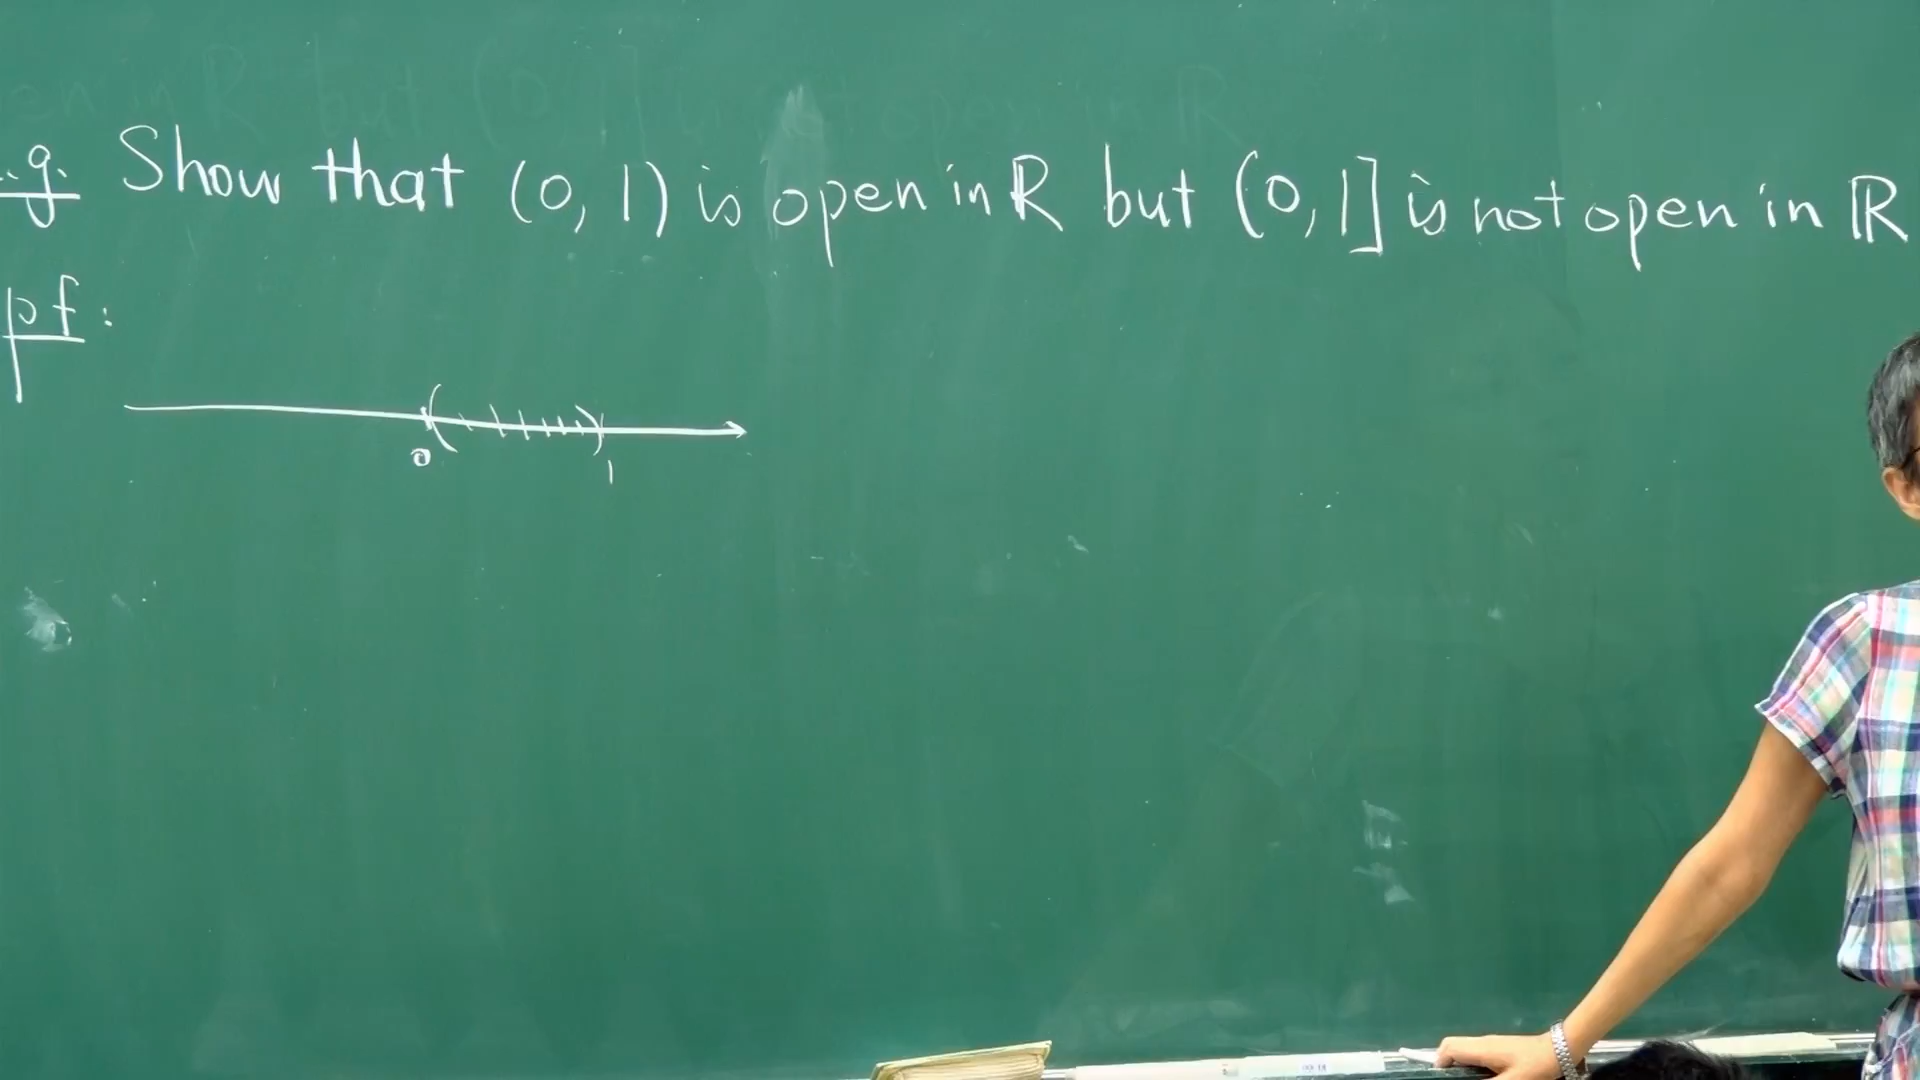 .g. Show that (0, 1) is open in ℝ but (0, 1] is not open in ℝ
pf:
0 1